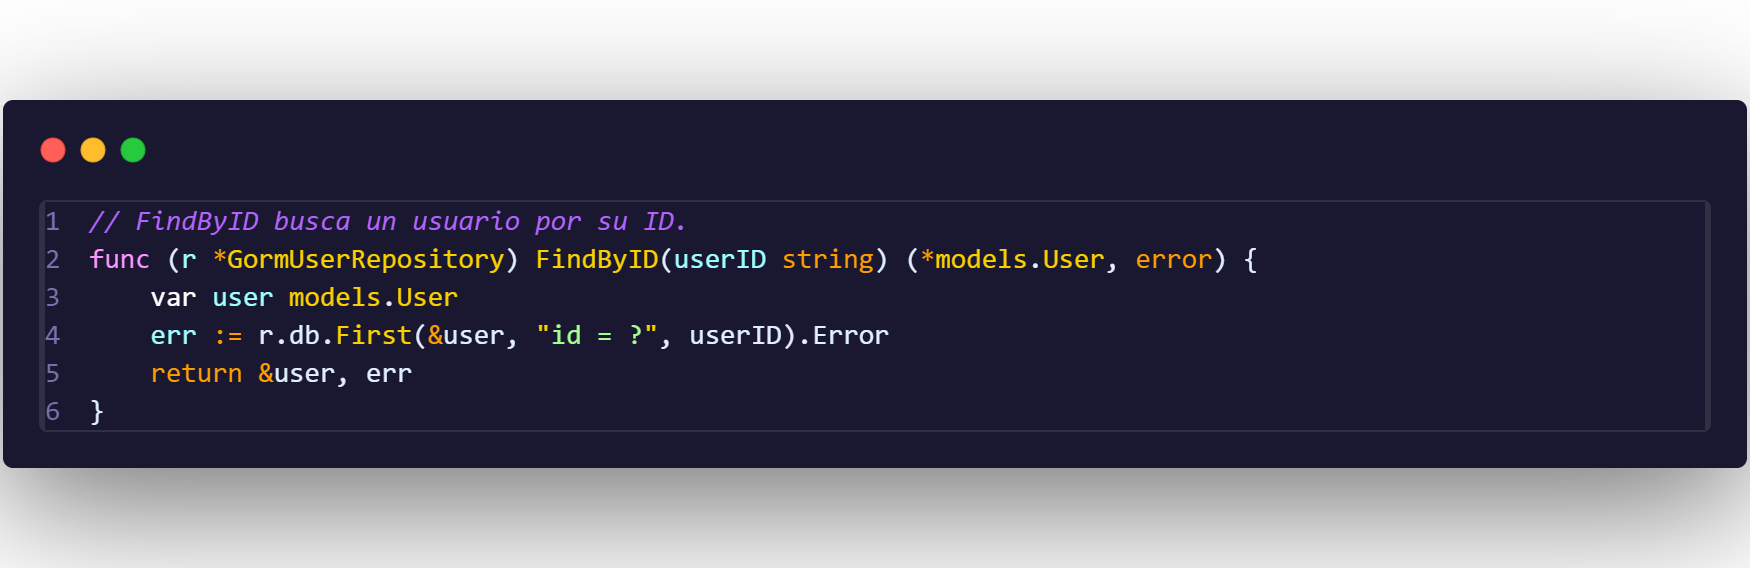 1 // FindByID busca un usuario por su ID.
2 func (r *GormUserRepository) FindByID(userID string) (*models.User, error) {
3     var user models.User
4     err := r.db.First(&user, "id = ?", userID).Error
5     return &user, err
6 }